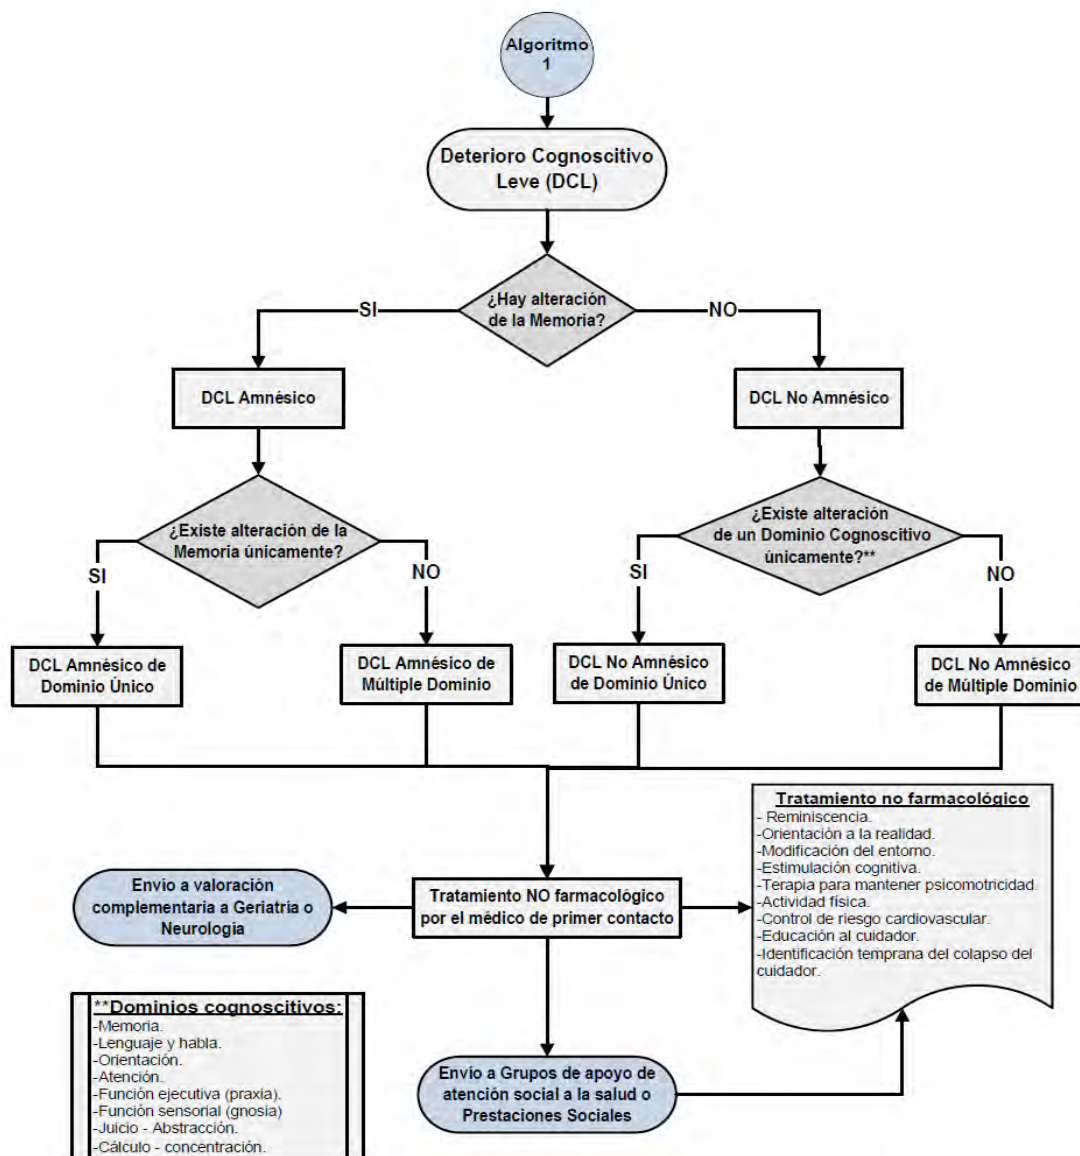 Algoritmo
1
Deterioro Cognoscitivo
Leve (DCL)
¿Hay alteración
de la Memoria?
SI
NO
DCL Amnésico
DCL No Amnésico
¿Existe alteración de la
Memoria únicamente?
¿Existe alteración
de un Dominio Cognoscitivo
únicamente?**
SI
NO
SI
NO
DCL Amnésico de
Dominio Único
DCL Amnésico de
Múltiple Dominio
DCL No Amnésico
de Dominio Único
DCL No Amnésico
de Múltiple Dominio
Tratamiento no farmacológico
- Reminiscencia.
-Orientación a la realidad.
-Modificación del entorno.
-Estimulación cognitiva.
-Terapia para mantener psicomotricidad.
-Actividad física.
-Control de riesgo cardiovascular.
-Educación al cuidador.
-Identificación temprana del colapso del
cuidador.
Envío a valoración
complementaria a Geriatría o
Neurología
Tratamiento NO farmacológico
por el médico de primer contacto
**Dominios cognoscitivos:
-Memoria.
-Lenguaje y habla.
-Orientación.
-Atención.
-Función ejecutiva (praxia).
-Función sensorial (gnosia)
-Juicio - Abstracción.
-Cálculo - concentración.
Envío a Grupos de apoyo de
atención social a la salud o
Prestaciones Sociales